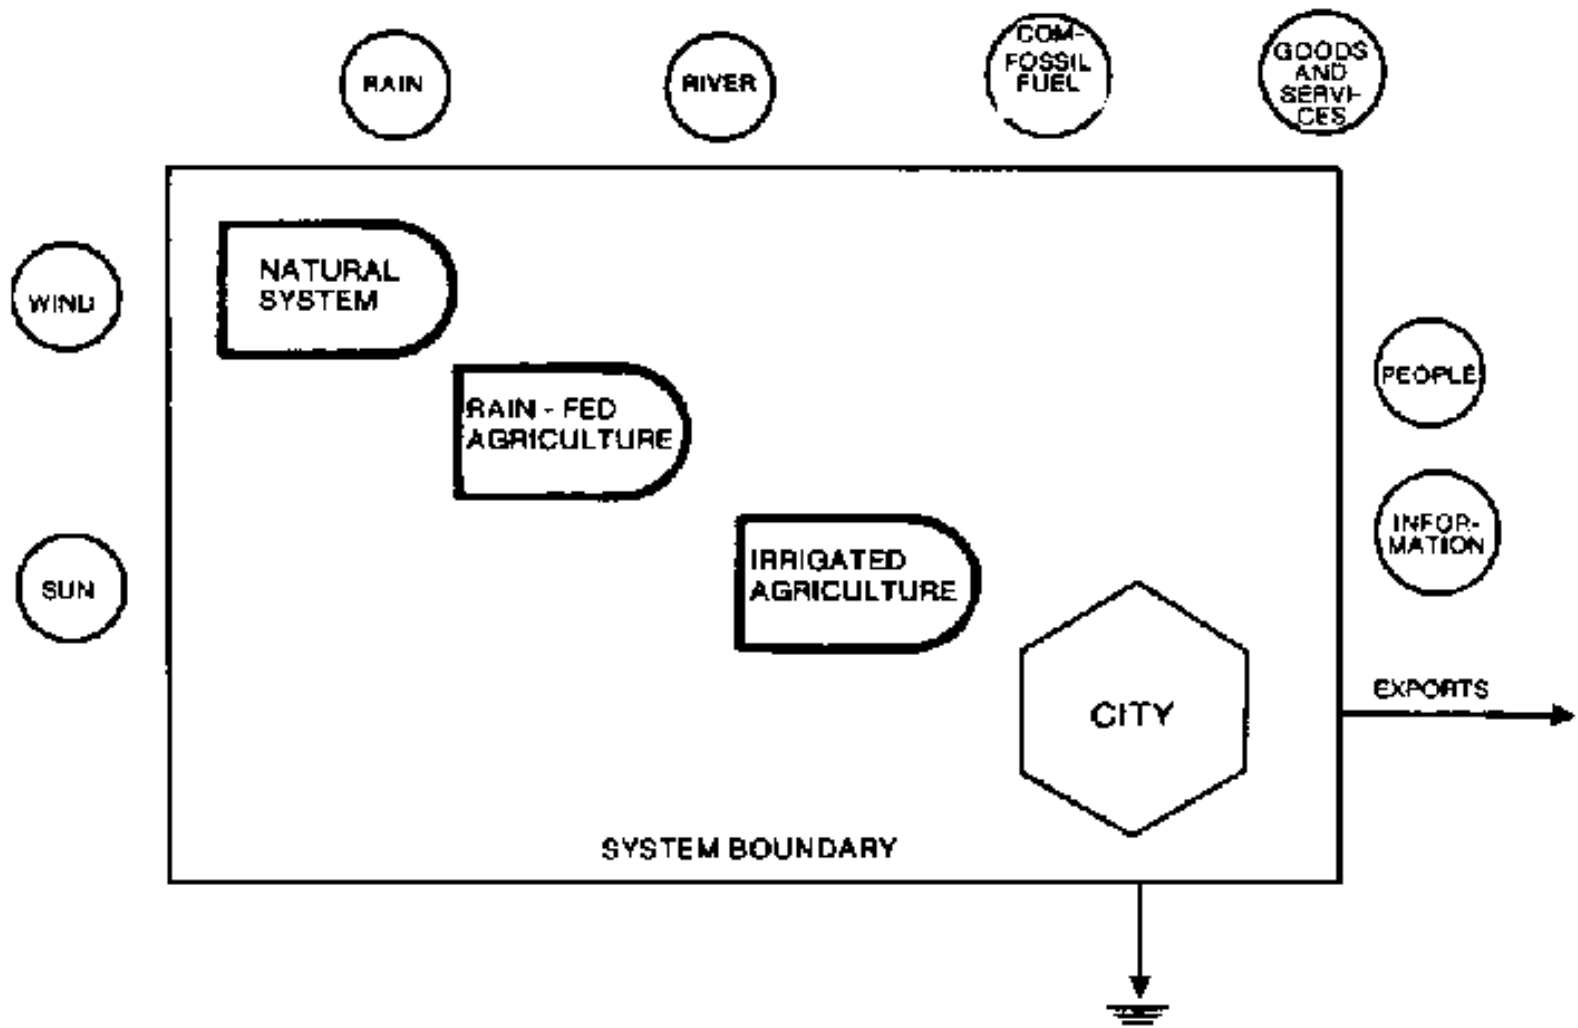 RAIN
RIVER
COM-
FOSSIL
FUEL
GOODS
AND
SERVI-
CES
WIND
NATURAL
SYSTEM
PEOPLE
RAIN - FED
AGRICULTURE
INFOR-
MATION
SUN
IRRIGATED
AGRICULTURE
EXPORTS
CITY
SYSTEM BOUNDARY